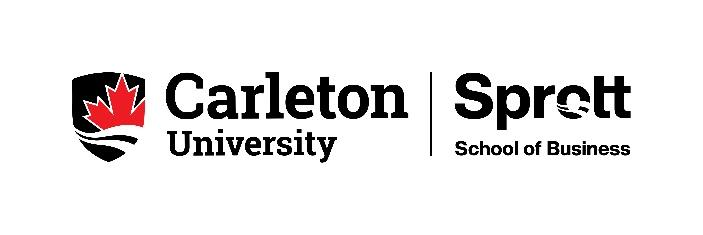 Carleton
University
Sprott
School of Business